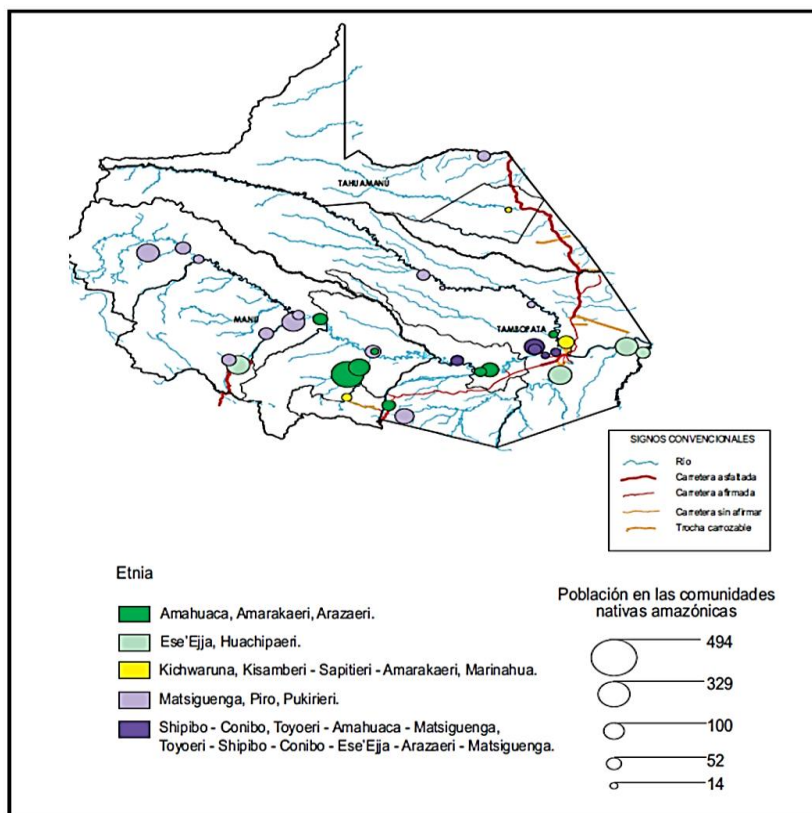 TAHUAMANU
MANU
TAMBOPATA
SIGNOS CONVENCIONALES
Río
Carretera asfaltada
Carretera afirmada
Carretera sin afirmar
Trocha carrozable
Etnia
Amahuaca, Amarakaeri, Arazaeri.
Ese'Ejja, Huachipaeri.
Kichwaruna, Kisamberi - Sapitieri - Amarakaeri, Marinahua.
Matsiguenga, Piro, Pukirieri.
Shipibo - Conibo, Toyoeri - Amahuaca - Matsiguenga,
Toyoeri - Shipibo - Conibo - Ese'Ejja - Arazaeri - Matsiguenga.
Población en las comunidades
nativas amazónicas
494
329
100
52
14